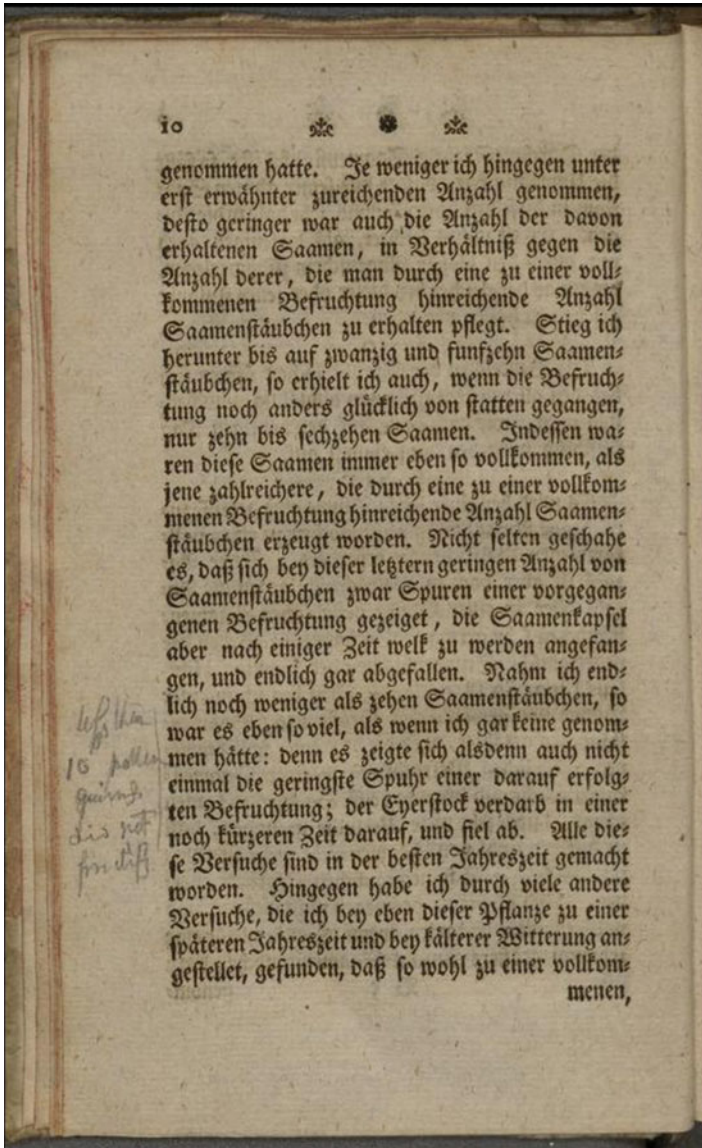 10
genommen hatte. Je weniger ich hingegen unter
erst erwähnter zureichenden Anzahl genommen,
desto geringer war auch die Anzahl der davon
erhaltenen Saamen, in Verhältniß gegen die
Anzahl derer, die man durch eine zu einer voll-
kommenen Befruchtung hinreichende Anzahl
Saamenstäubchen zu erhalten pflegt. Stieg ich
herunter bis auf zwanzig und funfzehn Saamen-
stäubchen, so erhielt ich auch, wenn die Befruch-
tung noch anders glücklich von statten gegangen,
nur zehn bis sechzehen Saamen. Indessen wa-
ren diese Saamen immer eben so vollkommen, als
jene zahlreichere, die durch eine zu einer vollkom-
menen Befruchtung hinreichende Anzahl Saamen-
stäubchen erzeugt worden. Nicht selten geschahe
es, daß sich bey dieser letztern geringen Anzahl von
Saamenstäubchen zwar Spuren einer vorgegan-
genen Befruchtung gezeiget, die Saamenkapsel
aber nach einiger Zeit welk zu werden angefan-
gen, und endlich gar abgefallen. Nahm ich end-
lich noch weniger als zehen Saamenstäubchen, so
war es eben so viel, als wenn ich gar keine genom-
men hätte: denn es zeigte sich alsdenn auch nicht
einmal die geringste Spuhr einer darauf erfolg-
ten Befruchtung; der Eyerstock verdarb in einer
noch kürzeren Zeit darauf, und fiel ab. Alle die-
se Versuche sind in der besten Jahreszeit gemacht
worden. Hingegen habe ich durch viele andere
Versuche, die ich bey eben dieser Pflanze zu einer
späteren Jahreszeit und bey kälterer Witterung an-
gestellet, gefunden, daß so wohl zu einer vollkom-
menen,
10 pollen
did not